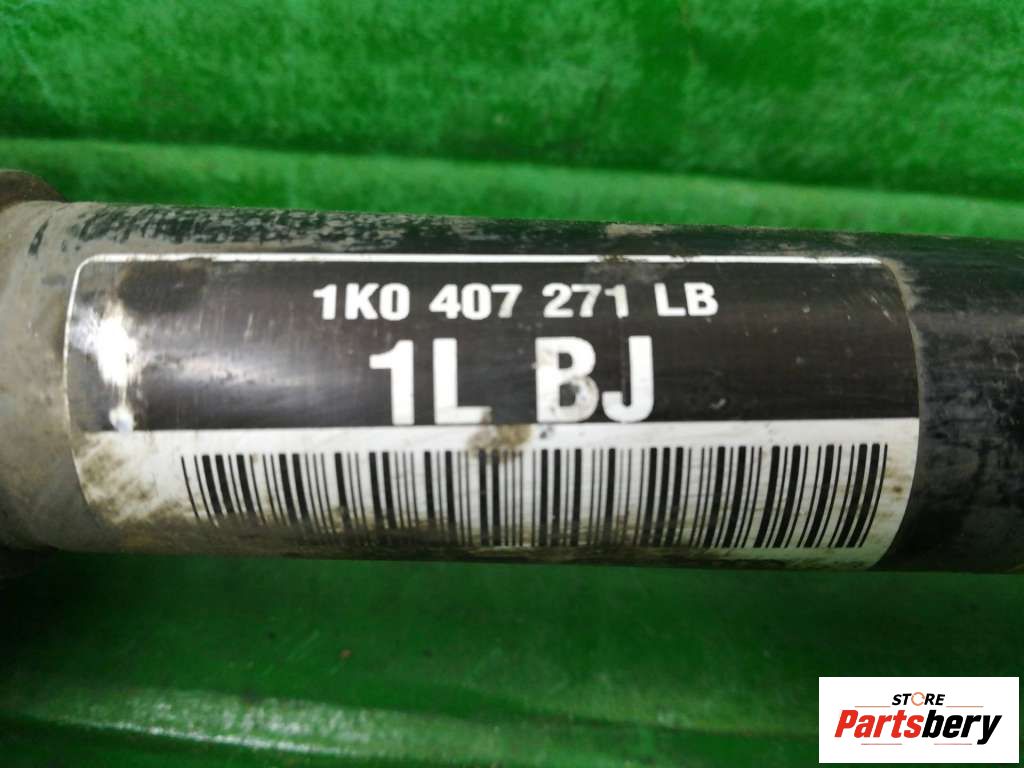 1K0 407 271 LB
1L BJ
STORE
Partsbery